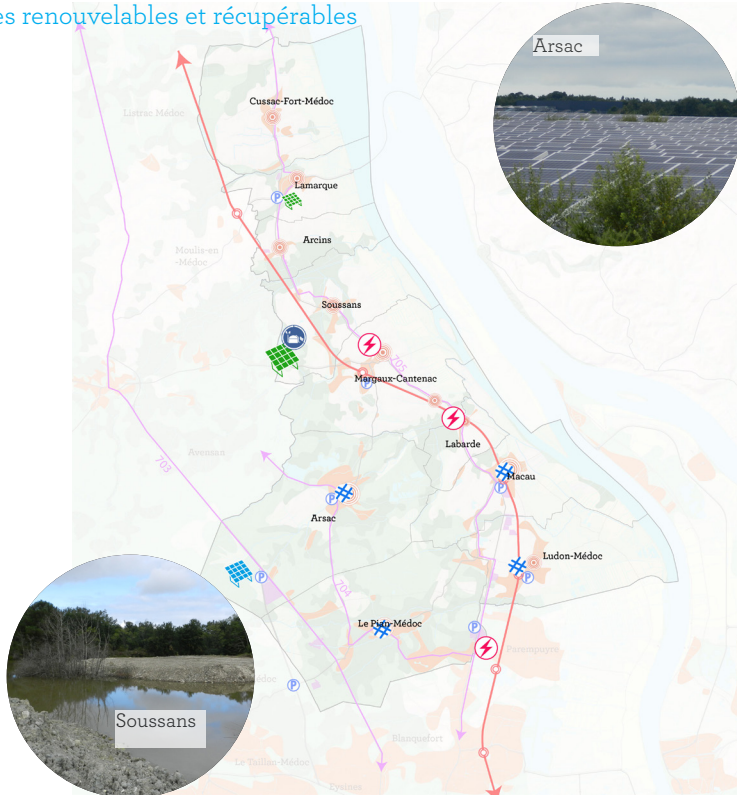 es renouvelables et récupérables
Arsac
Cussac-Fort-Médoc
Listrac Médoc
Lamarque
P
Arcins
Moulis-en
-Médoc
Soussans
705
Margaux-Cantenac
P
Labarde
Avensan
703
Macau
P
P
Arsac
Ludon-Médoc
P
P
704
Le Pian-Médoc
P
Parempuyre
P
Soussans
Blanquefort
Le Taillan-Médoc
Eysines